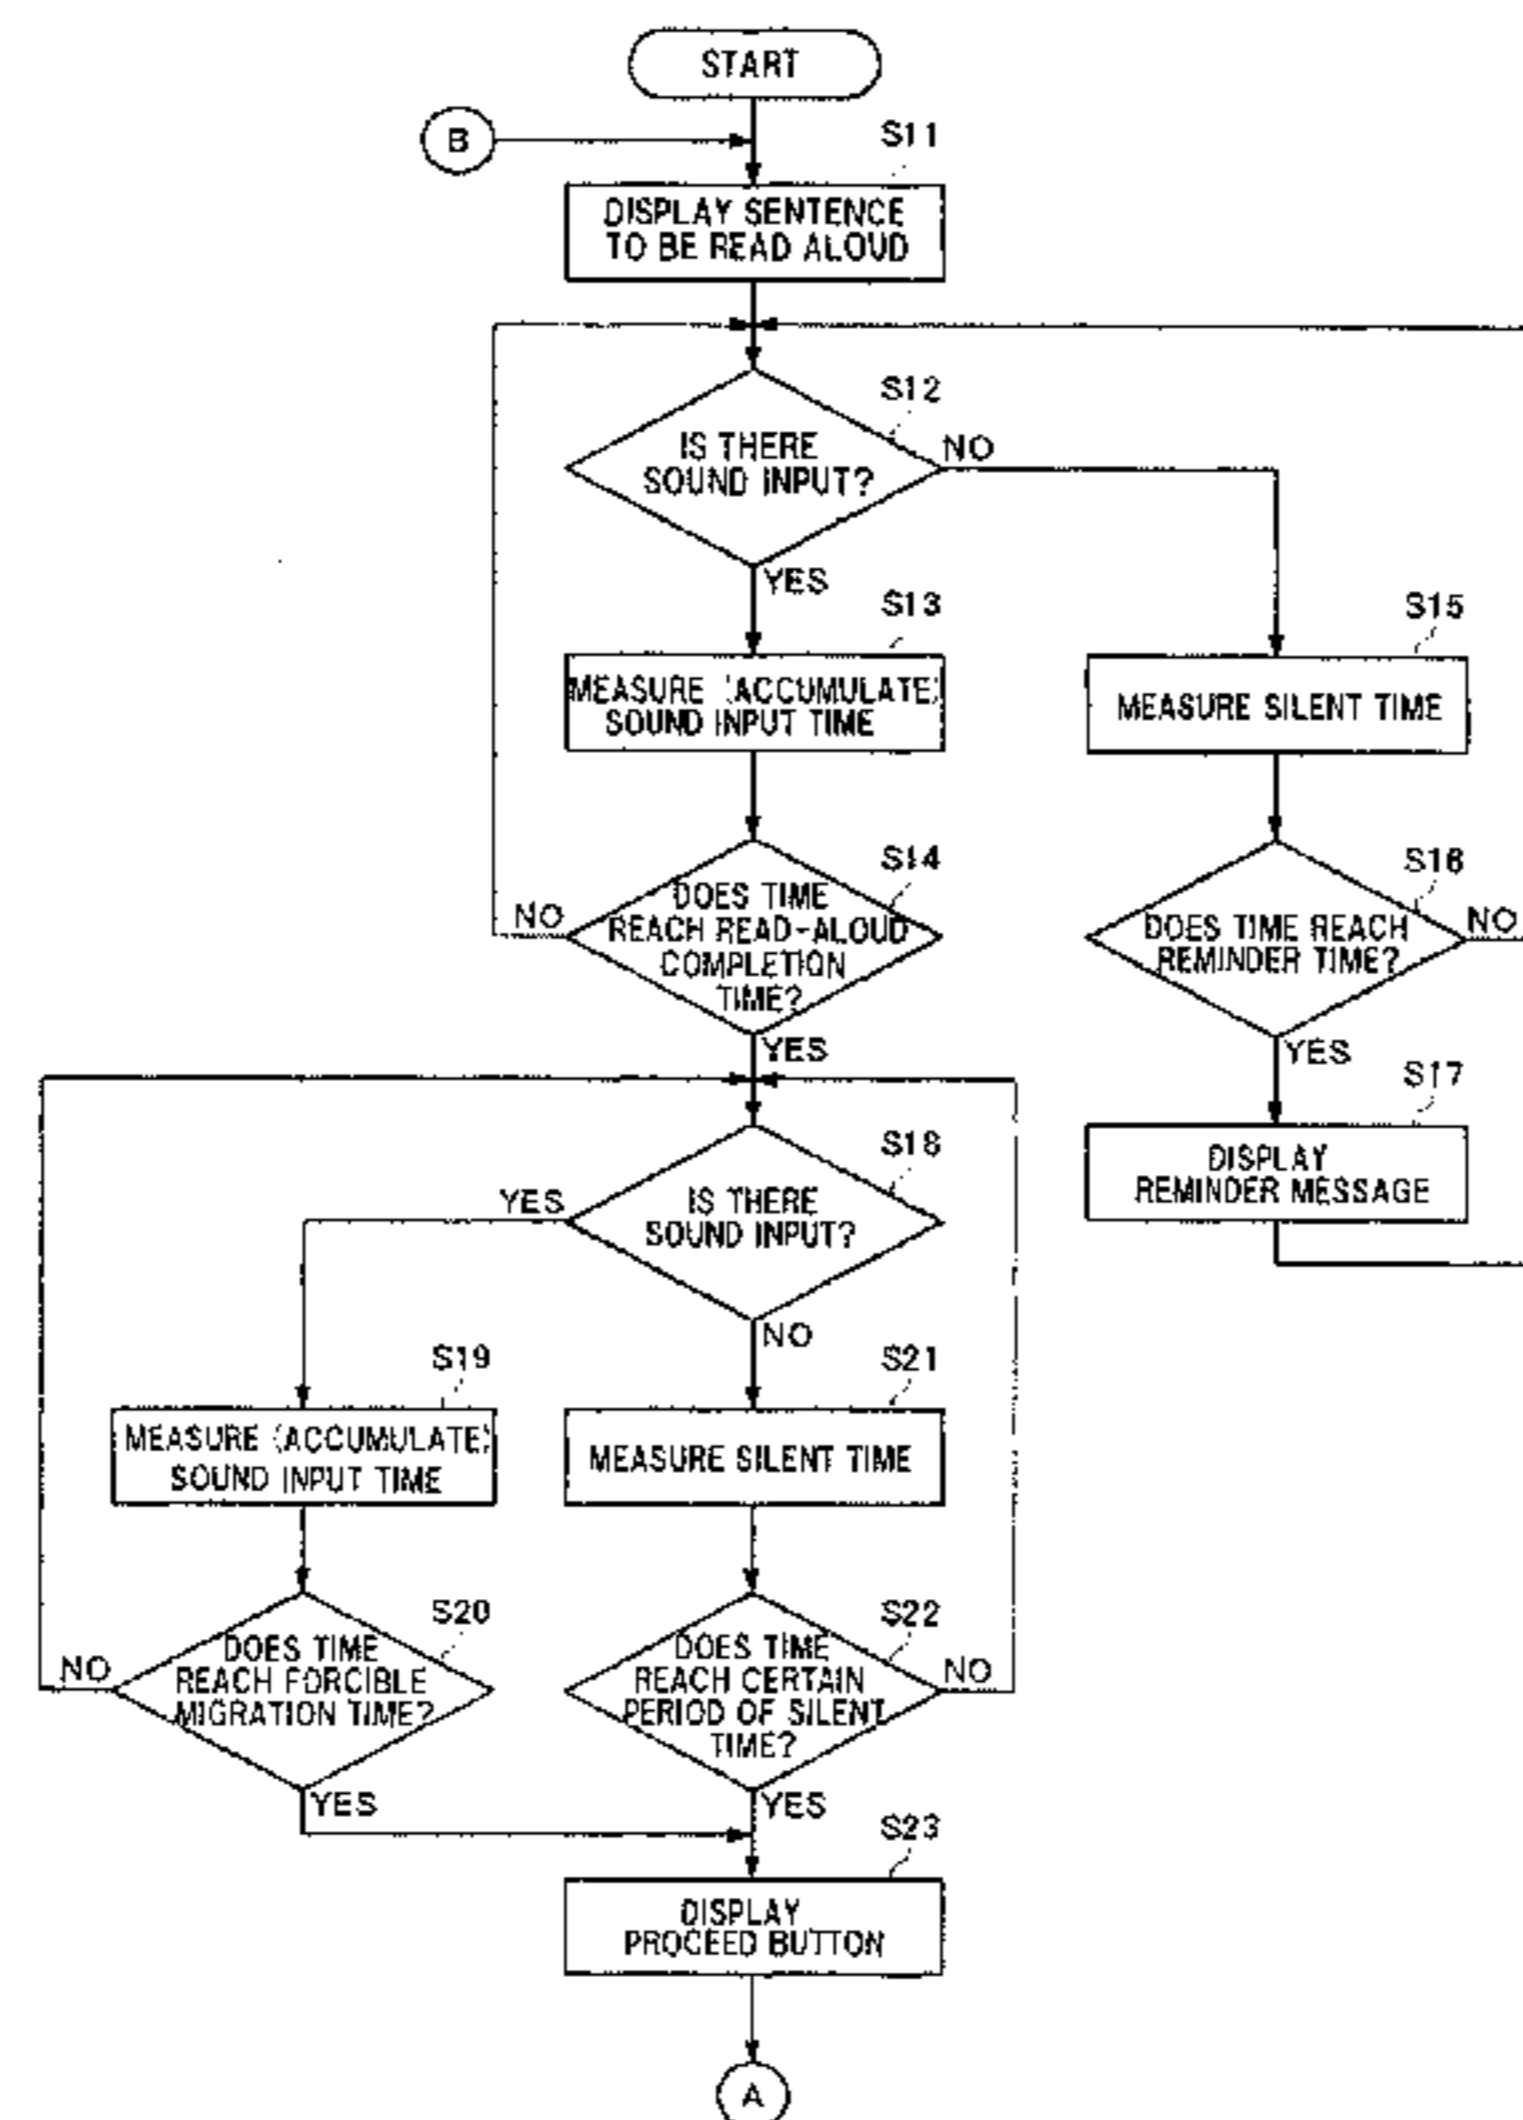 START
B
S11
DISPLAY SENTENCE
TO BE READ ALOUD
S12
IS THERE
SOUND INPUT?
NO
YES
S13
MEASURE (ACCUMULATE)
SOUND INPUT TIME
S15
MEASURE SILENT TIME
S14
DOES TIME
REACH READ-ALOUD
COMPLETION
TIME?
NO
YES
S16
DOES TIME REACH
REMINDER TIME?
NO
YES
S17
DISPLAY
REMINDER MESSAGE
S18
IS THERE
SOUND INPUT?
YES
NO
S19
MEASURE (ACCUMULATE)
SOUND INPUT TIME
S21
MEASURE SILENT TIME
S20
DOES TIME
REACH FORCIBLE
MIGRATION TIME?
NO
YES
S22
DOES TIME
REACH CERTAIN
PERIOD OF SILENT
TIME?
NO
YES
S23
DISPLAY
PROCEED BUTTON
A